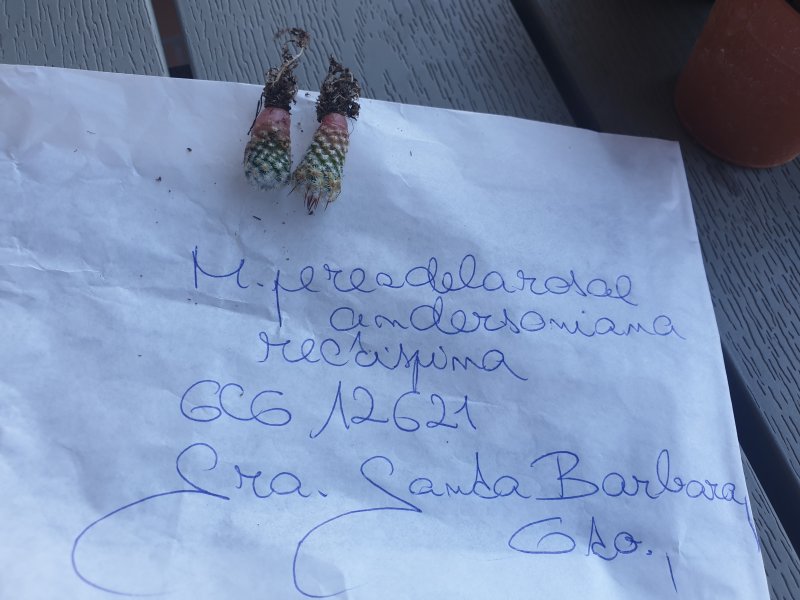 M. perezdelarosae
andersoniana
rectispina
GCG 12621
Sra. Santa Barbara,
Gto.,